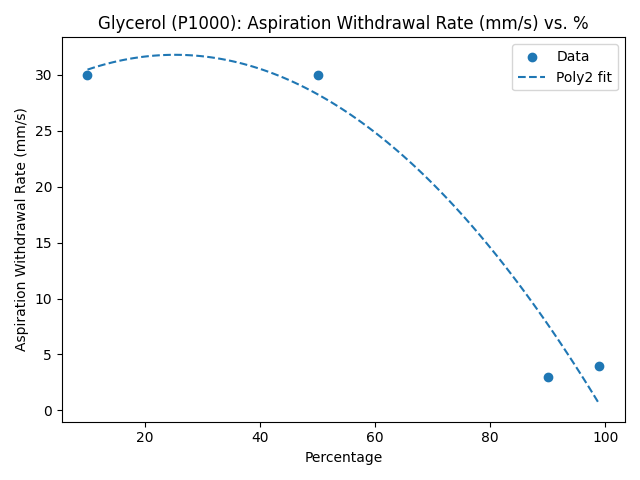 Glycerol (P1000): Aspiration Withdrawal Rate (mm/s) vs. %
Data
Poly2 fit
Aspiration Withdrawal Rate (mm/s)
30
25
20
15
10
5
0
20
40
60
80
100
Percentage